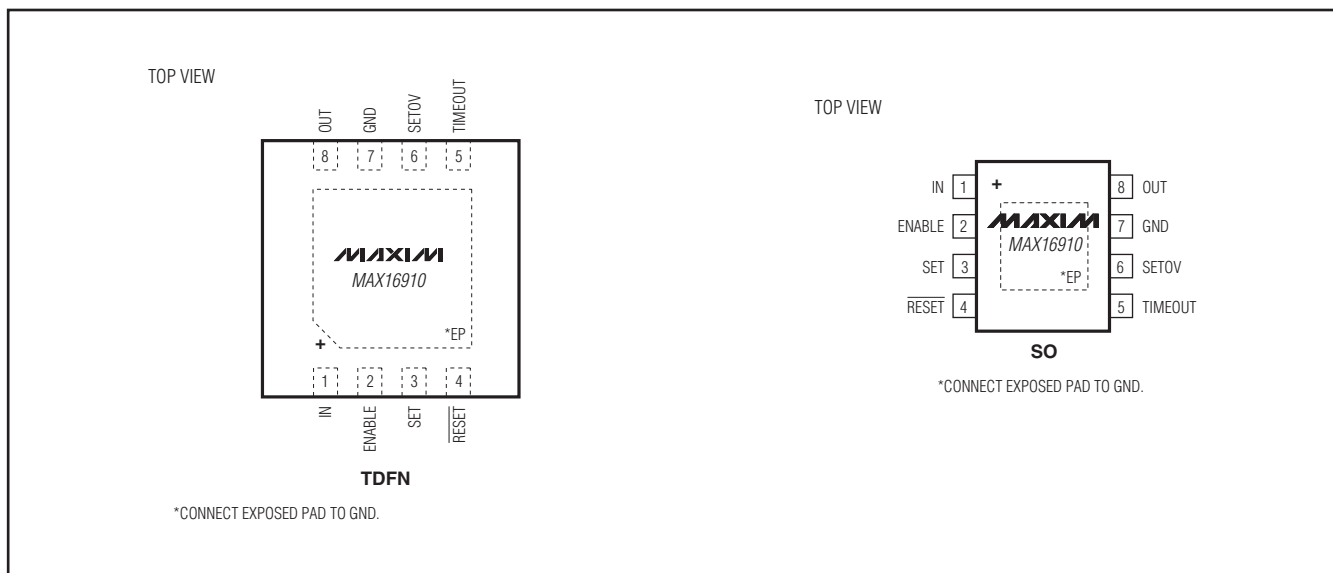 TOP VIEW
OUT
GND
SETOV
TIMEOUT
8 7 6 5
MAXIM
MAX16910
*EP
+
1 2 3 4
IN
ENABLE
SET
RESET
TDFN
*CONNECT EXPOSED PAD TO GND.
TOP VIEW
IN 1 + 8 OUT
ENABLE 2 MAXIM 7 GND
MAX16910
SET 3 *EP 6 SETOV
RESET 4 5 TIMEOUT
SO
*CONNECT EXPOSED PAD TO GND.